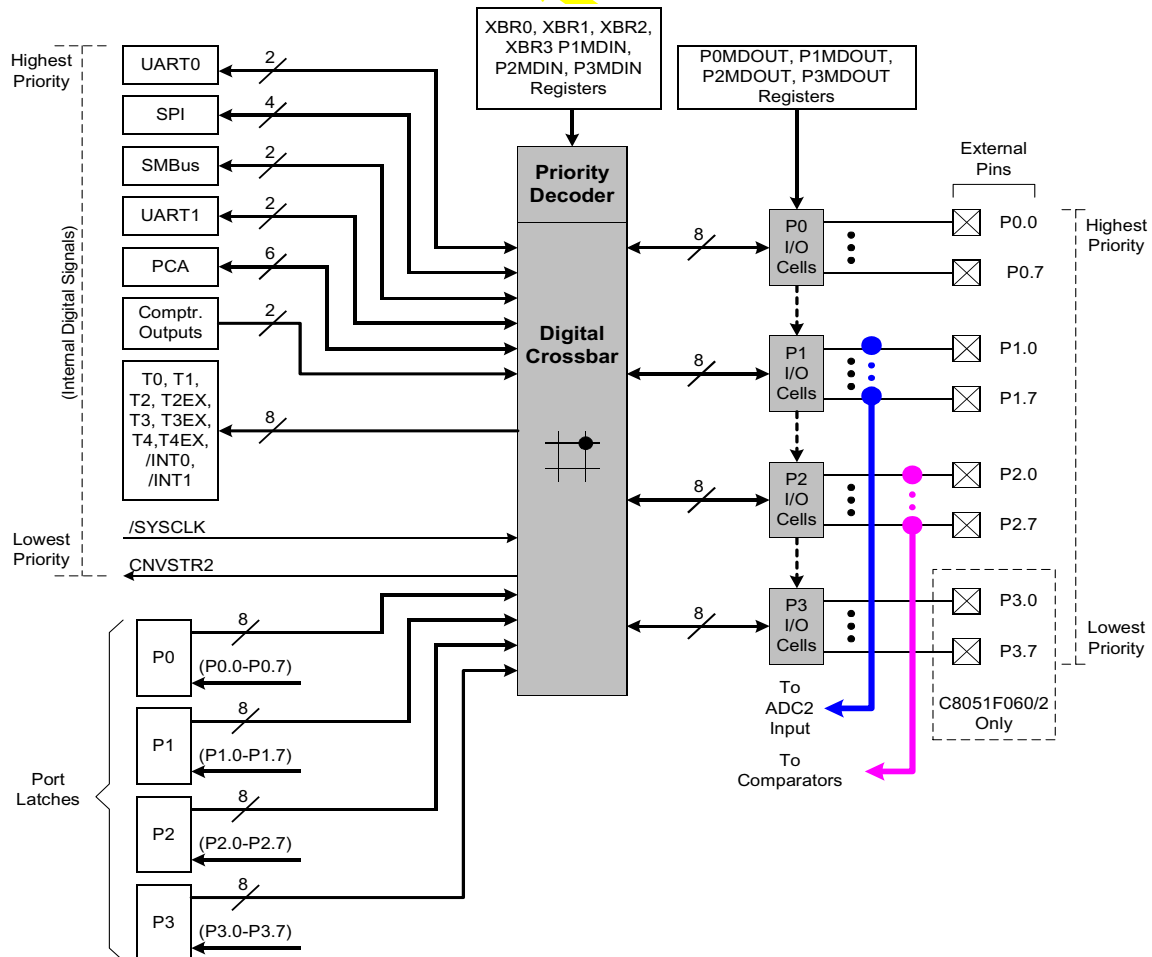 XBR0, XBR1, XBR2,
XBR3 P1MDIN,
P2MDIN, P3MDIN
Registers
P0MDOUT, P1MDOUT,
P2MDOUT, P3MDOUT
Registers
Highest
Priority
(Internal Digital Signals)
Lowest
Priority
UART0
2
SPI
4
SMBus
2
UART1
2
PCA
6
Comptr.
Outputs
2
T0, T1,
T2, T2EX,
T3, T3EX,
T4,T4EX,
/INT0,
/INT1
8
/SYSCLK
CNVSTR2
Port
Latches
P0
8
(P0.0-P0.7)
P1
8
(P1.0-P1.7)
P2
8
(P2.0-P2.7)
P3
8
(P3.0-P3.7)
Priority
Decoder
Digital
Crossbar
8
P0
I/O
Cells
8
P1
I/O
Cells
8
P2
I/O
Cells
8
P3
I/O
Cells
External
Pins
P0.0
P0.7
P1.0
P1.7
P2.0
P2.7
P3.0
P3.7
C8051F060/2
Only
Highest
Priority
Lowest
Priority
To
ADC2
Input
To
Comparators